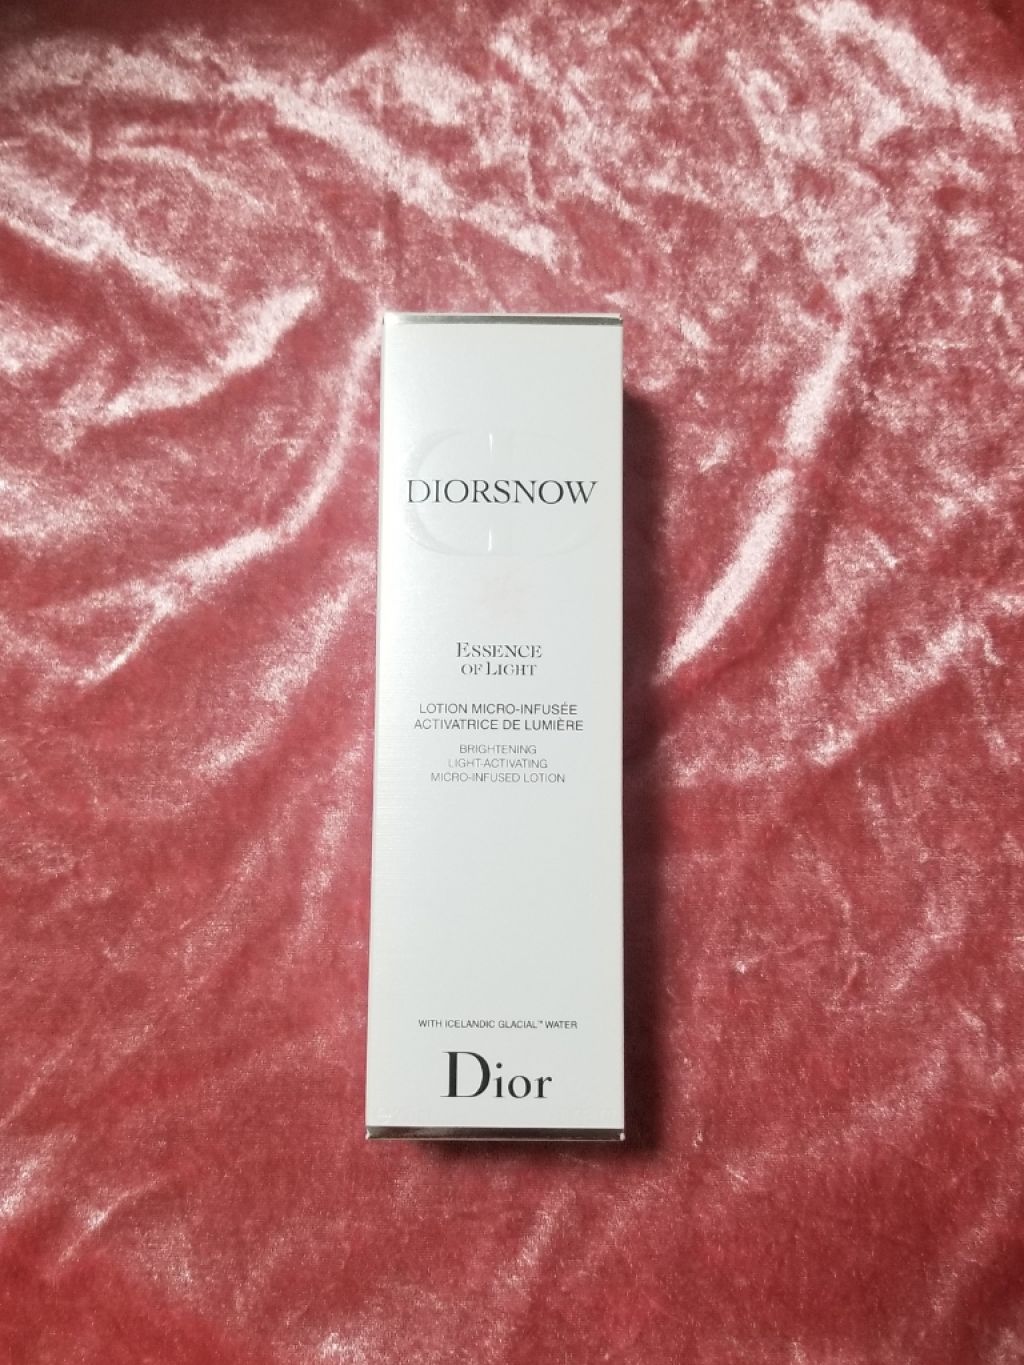 DIORSNOW
ESSENCE
OF LIGHT
LOTION MICRO-INFUSÉE
ACTIVATRICE DE LUMIÈRE
BRIGHTENING
LIGHT-ACTIVATING
MICRO-INFUSED LOTION
WITH ICELANDIC GLACIAL™ WATER
Dior